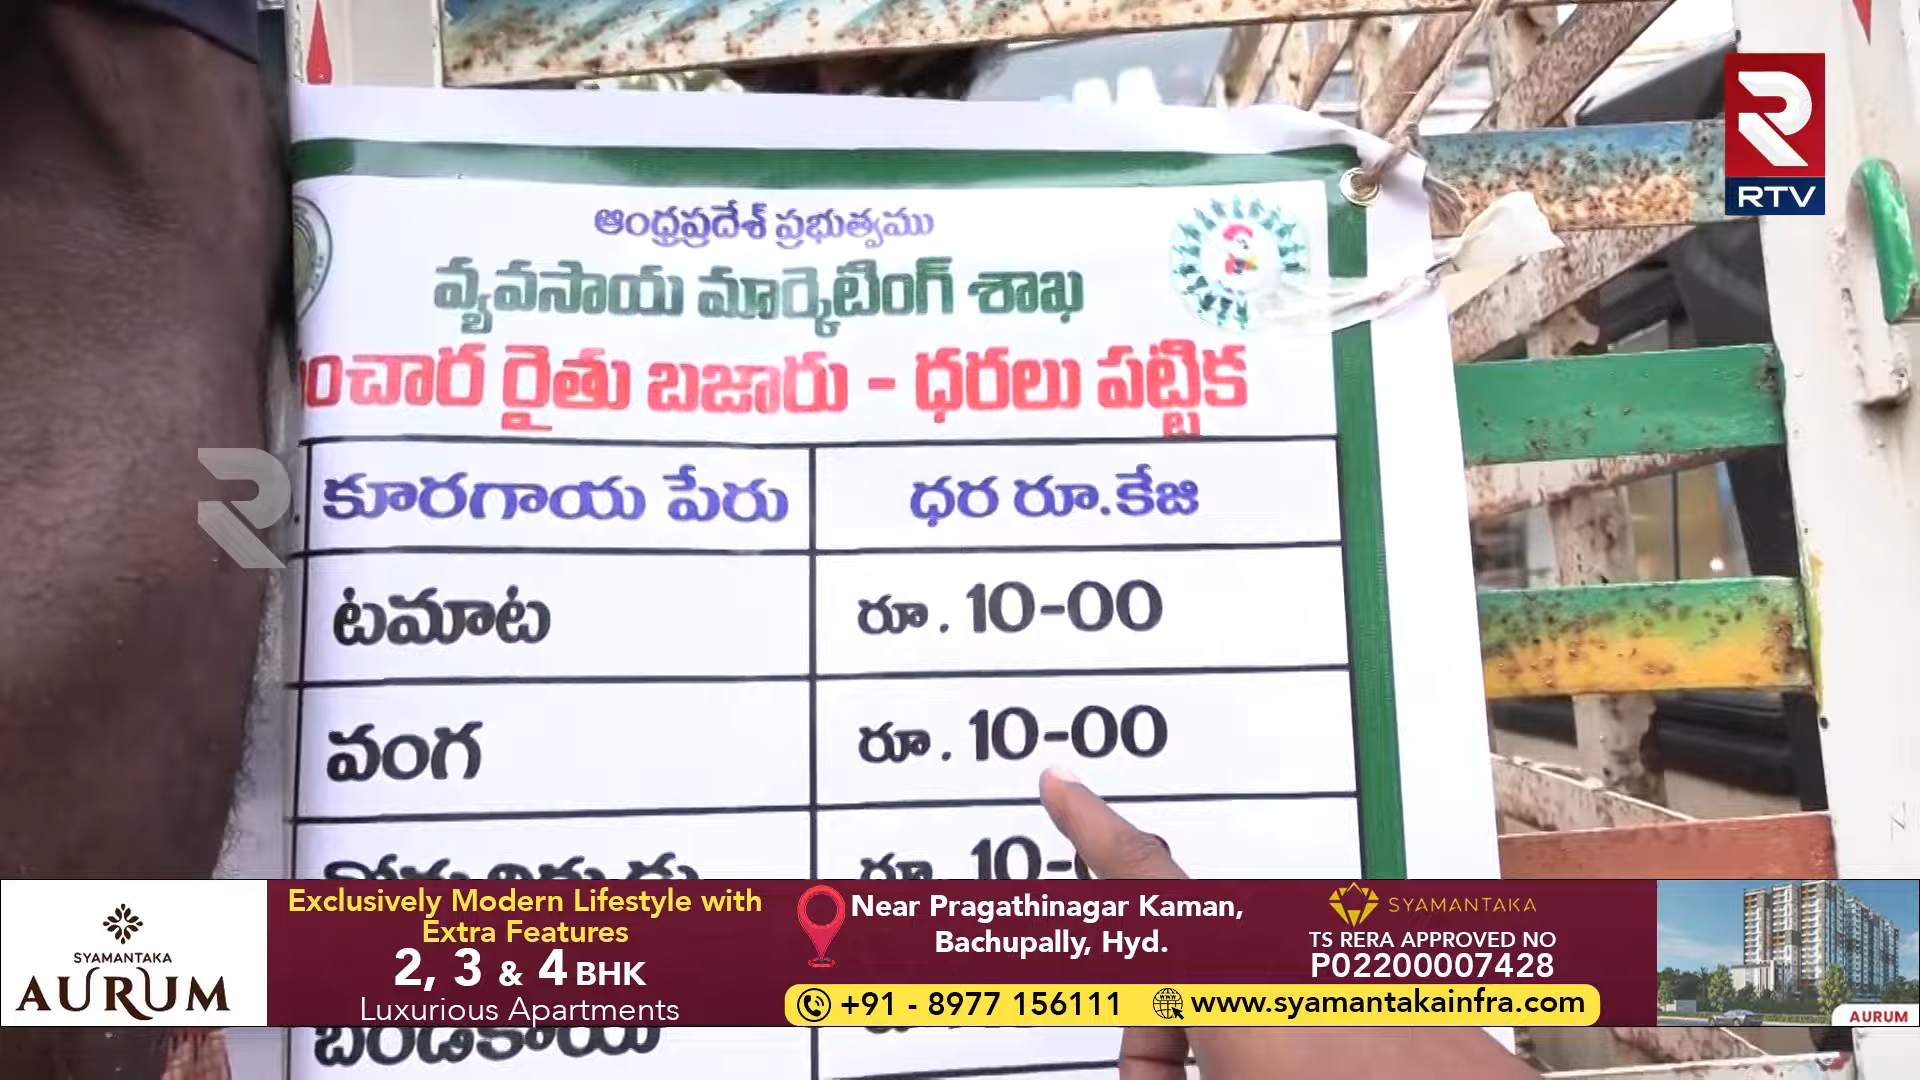 ఆంధ్రప్రదేశ్ ప్రభుత్వము
వ్యవసాయ మార్కెటింగ్ శాఖ
ంచార రైతు బజారు - ధరలు పట్టిక
కూరగాయ పేరు ధర రూ.కేజి
టమాట రూ. 10-00
వంగ రూ. 10-00
రూ. 10-
బెండకాయ
RTV
SYAMANTAKA
AURUM
Exclusively Modern Lifestyle with
Extra Features
2, 3 & 4 BHK
Luxurious Apartments
Near Pragathinagar Kaman,
Bachupally, Hyd.
+91 - 8977 156111
www.syamantakainfra.com
SYAMANTAKA
TS RERA APPROVED NO
P02200007428
AURUM